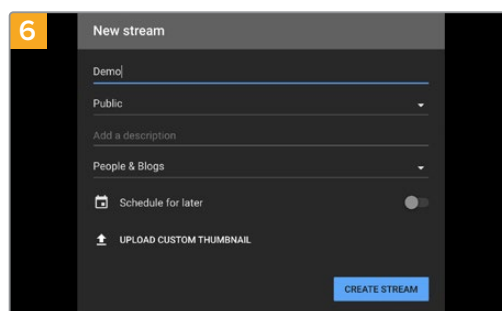 6
New stream
Demo
Public
Add a description
People & Blogs
Schedule for later
UPLOAD CUSTOM THUMBNAIL
CREATE STREAM